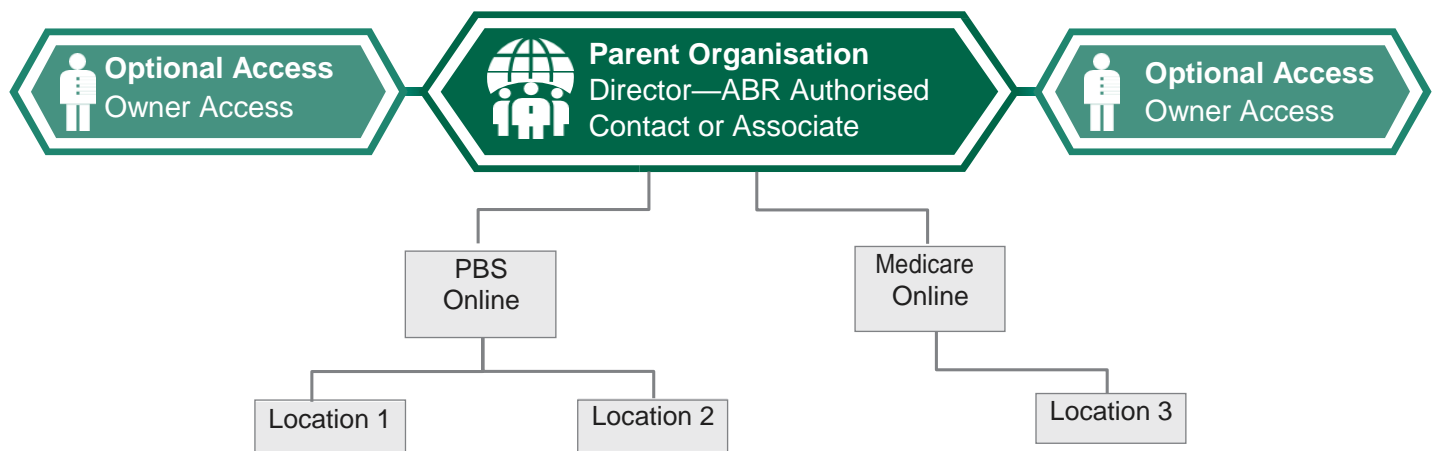 Optional Access
Owner Access
Parent Organisation
Director—ABR Authorised
Contact or Associate
Optional Access
Owner Access
PBS
Online
Medicare
Online
Location 1
Location 2
Location 3